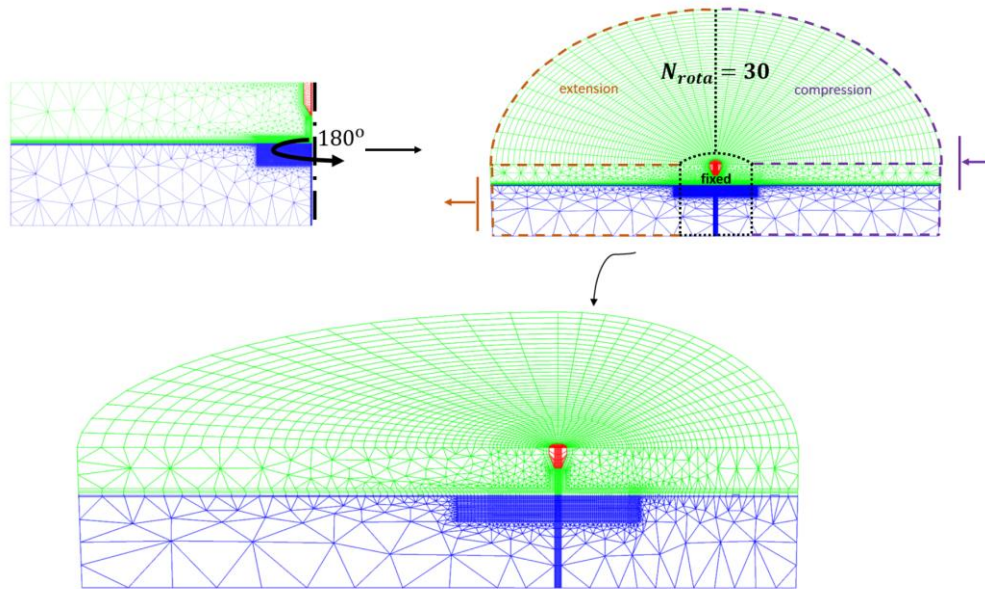 180°
N_rota = 30
extension
compression
fixed